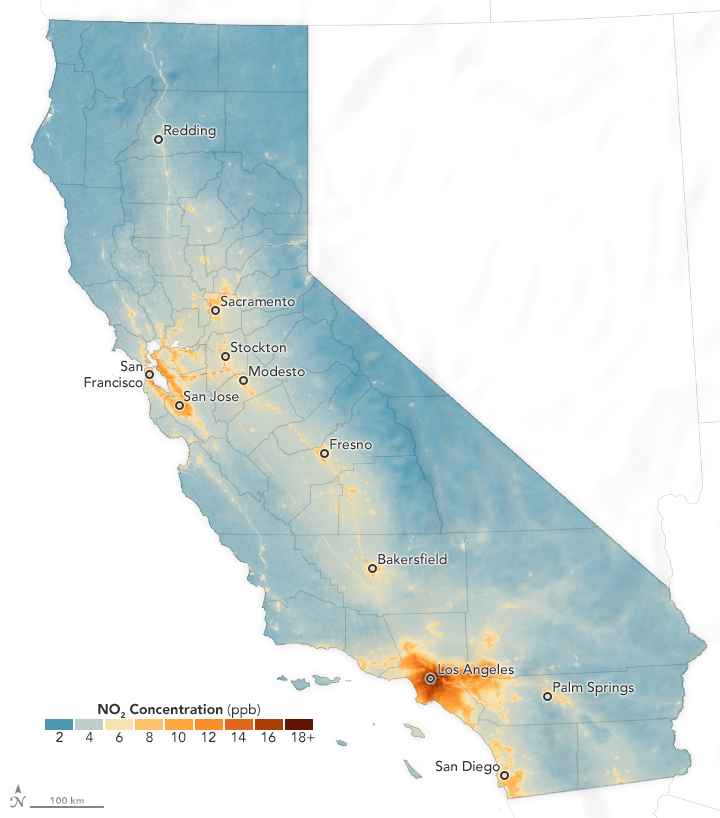 Redding
Sacramento
Stockton
San
Francisco
Modesto
San Jose
Fresno
Bakersfield
Los Angeles
Palm Springs
San Diego
NO₂ Concentration (ppb)
2 4 6 8 10 12 14 16 18+
N
100 km